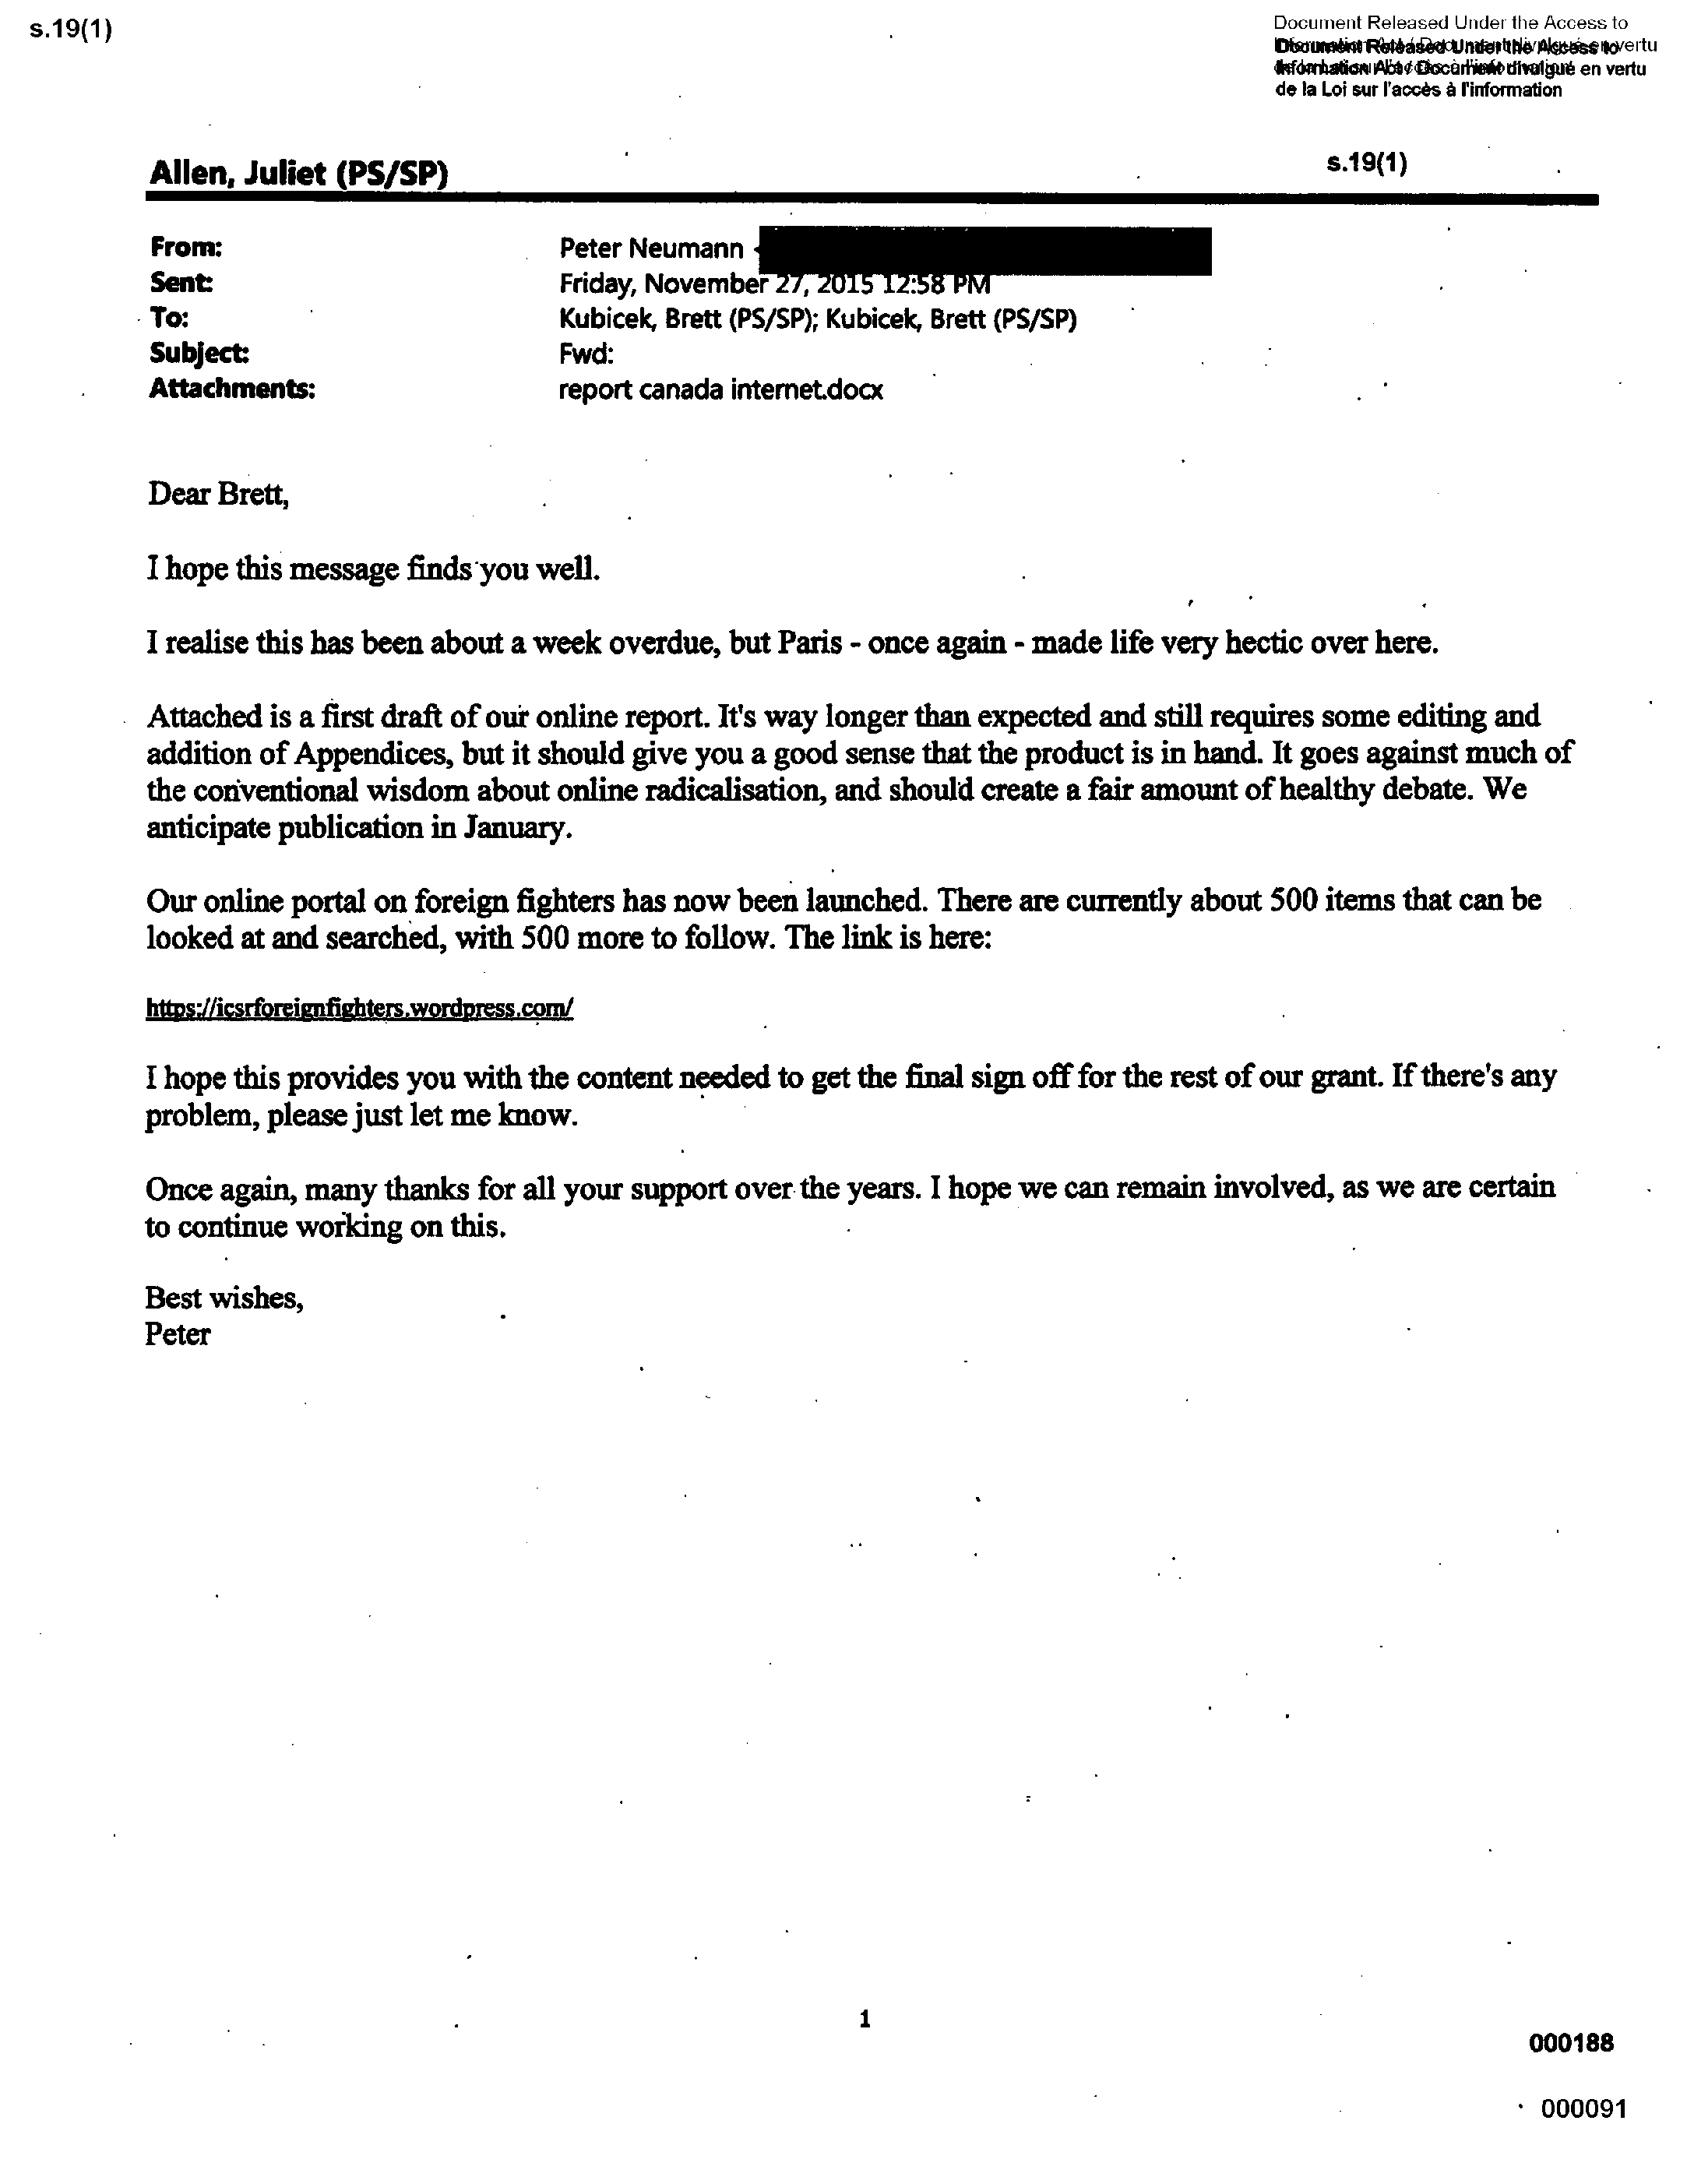 s.19(1)
Document Released Under the Access to
Document Released Under the Access to
Information Act / Document divulgué en vertu
de la Loi sur l'accès à l'information
Allen, Juliet (PS/SP)
s.19(1)
From: Peter Neumann
Sent: Friday, November 27, 2015 12:58 PM
To: Kubicek, Brett (PS/SP); Kubicek, Brett (PS/SP)
Subject: Fwd:
Attachments: report canada internet.docx
Dear Brett,
I hope this message finds you well.
I realise this has been about a week overdue, but Paris - once again - made life very hectic over here.
Attached is a first draft of our online report. It's way longer than expected and still requires some editing and
addition of Appendices, but it should give you a good sense that the product is in hand. It goes against much of
the conventional wisdom about online radicalisation, and should create a fair amount of healthy debate. We
anticipate publication in January.
Our online portal on foreign fighters has now been launched. There are currently about 500 items that can be
looked at and searched, with 500 more to follow. The link is here:
https://icsrforeignfighters.wordpress.com/
I hope this provides you with the content needed to get the final sign off for the rest of our grant. If there's any
problem, please just let me know.
Once again, many thanks for all your support over the years. I hope we can remain involved, as we are certain
to continue working on this.
Best wishes,
Peter
1
000188
000091